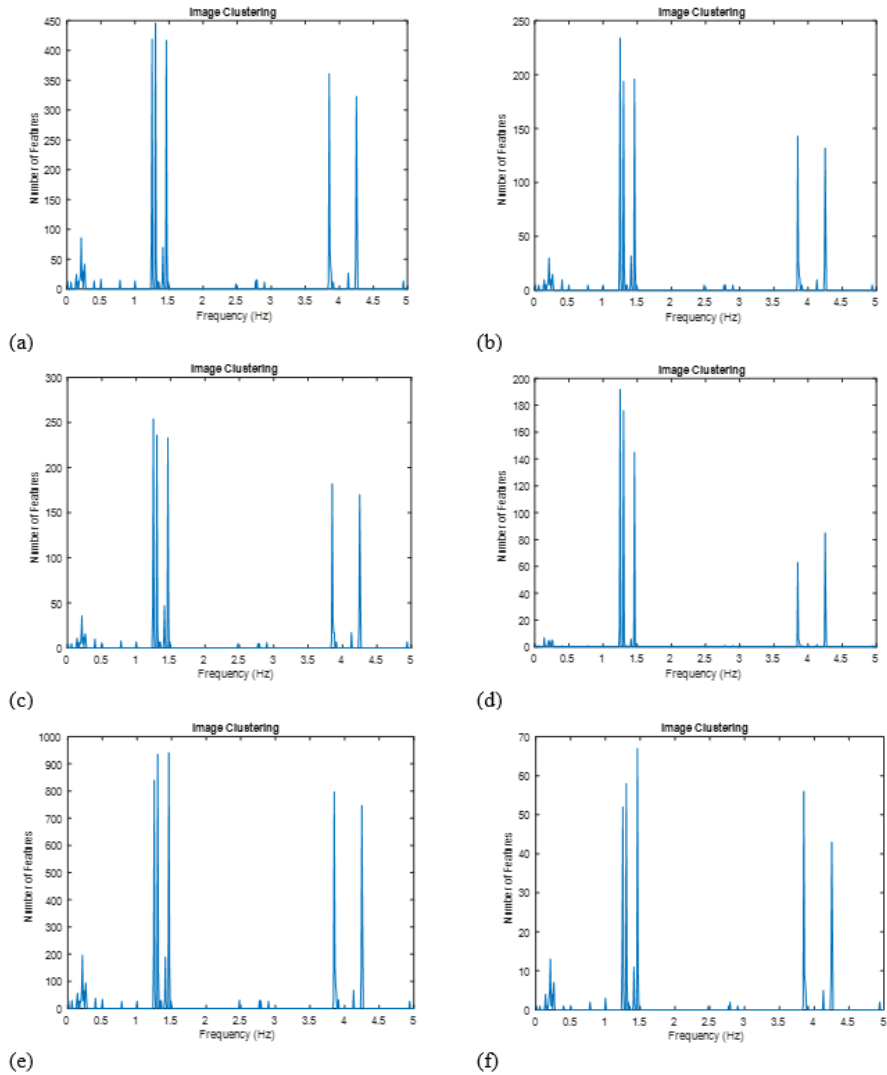 Image Clustering
Number of Features
450
400
350
300
250
200
150
100
50
0
0 0.5 1 1.5 2 2.5 3 3.5 4 4.5 5
Frequency (Hz)
(a)
Image Clustering
Number of Features
250
200
150
100
50
0
0 0.5 1 1.5 2 2.5 3 3.5 4 4.5 5
Frequency (Hz)
(b)
Image Clustering
Number of Features
300
250
200
150
100
50
0
0 0.5 1 1.5 2 2.5 3 3.5 4 4.5 5
Frequency (Hz)
(c)
Image Clustering
Number of Features
200
180
160
140
120
100
80
60
40
20
0
0 0.5 1 1.5 2 2.5 3 3.5 4 4.5 5
Frequency (Hz)
(d)
Image Clustering
Number of Features
1000
900
800
700
600
500
400
300
200
100
0
0 0.5 1 1.5 2 2.5 3 3.5 4 4.5 5
Frequency (Hz)
(e)
Image Clustering
Number of Features
70
60
50
40
30
20
10
0
0 0.5 1 1.5 2 2.5 3 3.5 4 4.5 5
Frequency (Hz)
(f)